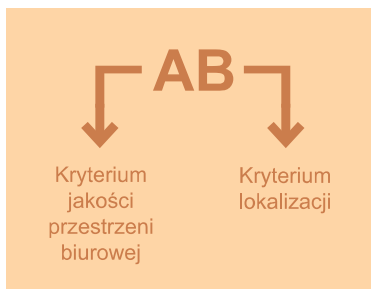 AB
Kryterium
jakości
przestrzeni
biurowej
Kryterium
lokalizacji